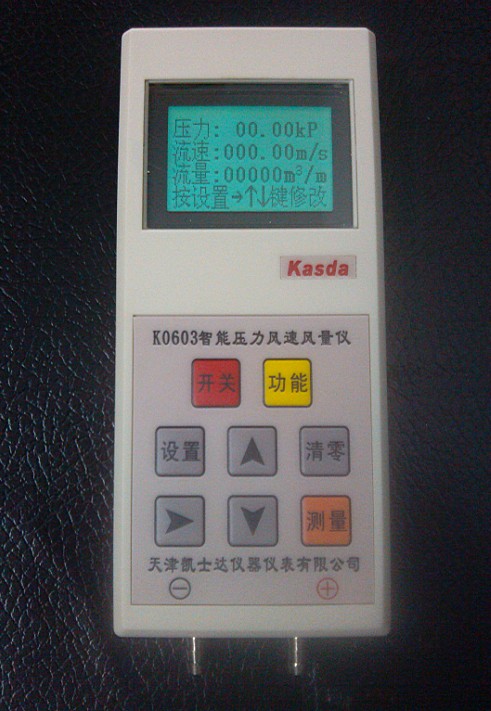 压力: 00.00kP
流速:000.00m/s
流量:00000m³/m
按设置→↑↓键修改
Kasda
K0603智能压力风速风量仪
开关 功能
设置 清零
测量
天津凯士达仪器仪表有限公司